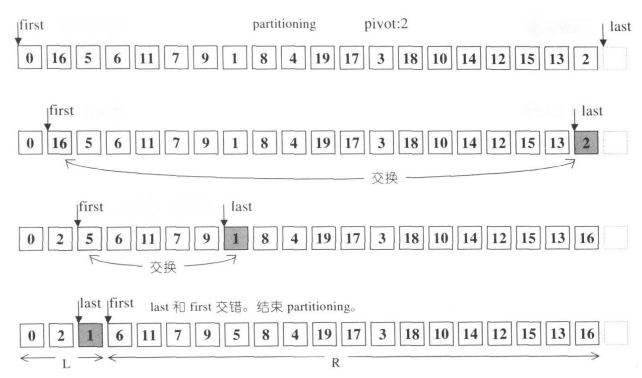 first partitioning pivot:2 last
0 16 5 6 11 7 9 1 8 4 19 17 3 18 10 14 12 15 13 2
first last
0 16 5 6 11 7 9 1 8 4 19 17 3 18 10 14 12 15 13 2
交换
first last
0 2 5 6 11 7 9 1 8 4 19 17 3 18 10 14 12 15 13 16
交换
last first last 和 first 交错。结束 partitioning。
0 2 1 6 11 7 9 5 8 4 19 17 3 18 10 14 12 15 13 16
L R